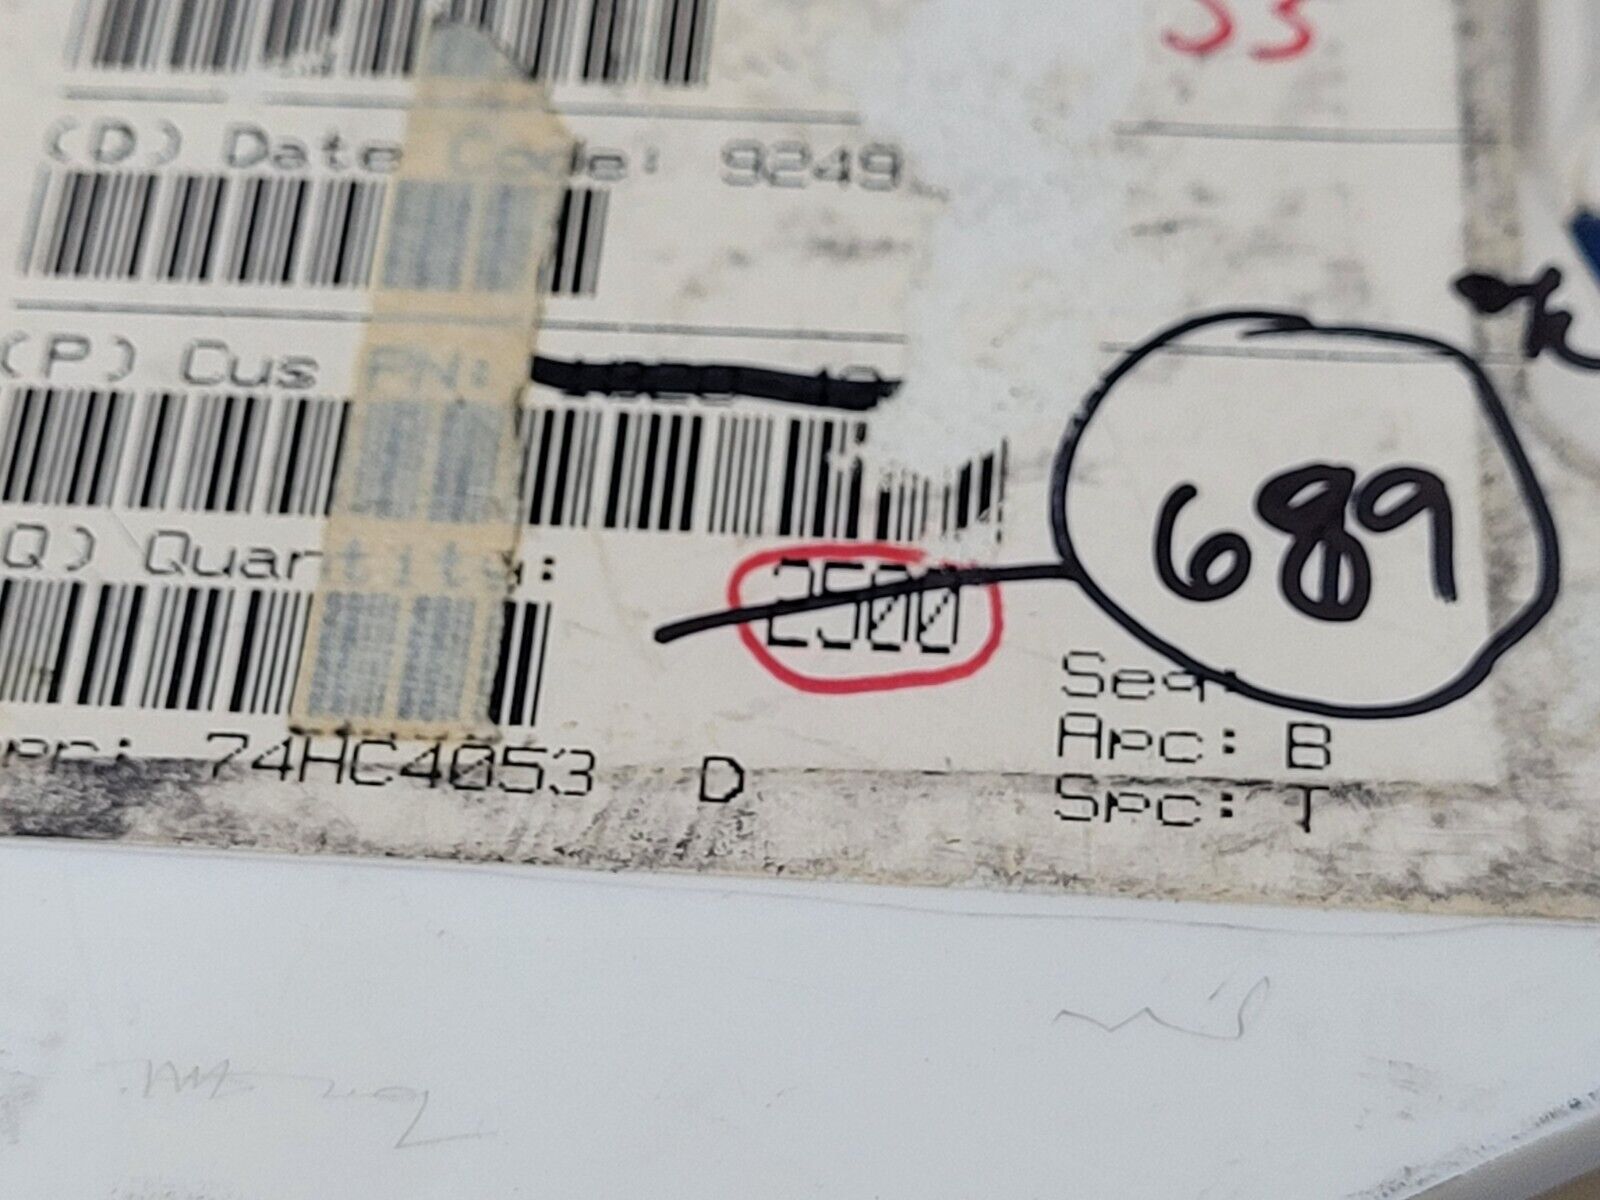 (D) Date Code: 9249
(P) Cus PN:
Q) Quantity: 2500
689
Seq:
Apc: B
74HC4053 D
Spc: T